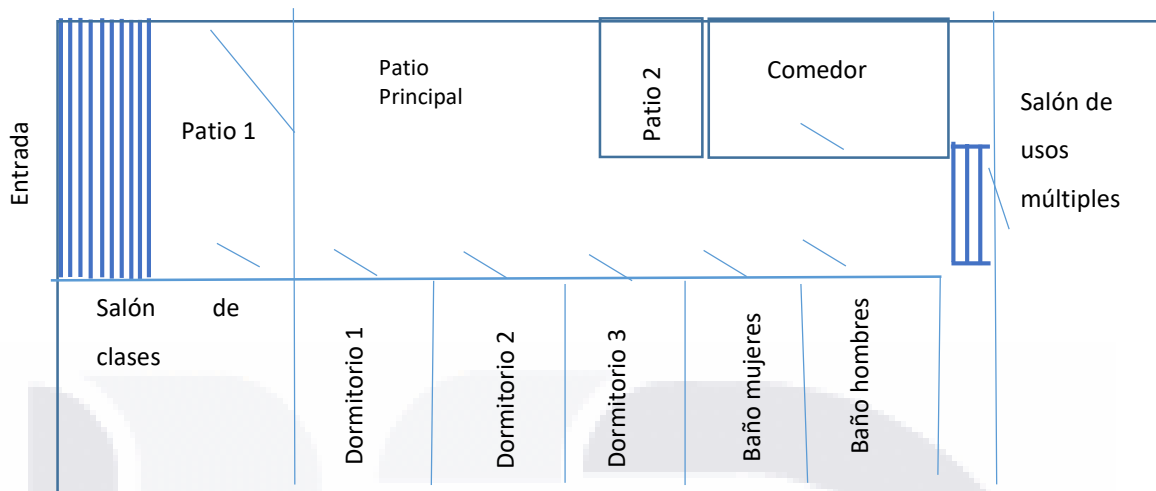 Entrada
Patio 1
Patio
Principal
Patio 2
Comedor
Salón de
usos
múltiples
Salón de
clases
Dormitorio 1
Dormitorio 2
Dormitorio 3
Baño mujeres
Baño hombres